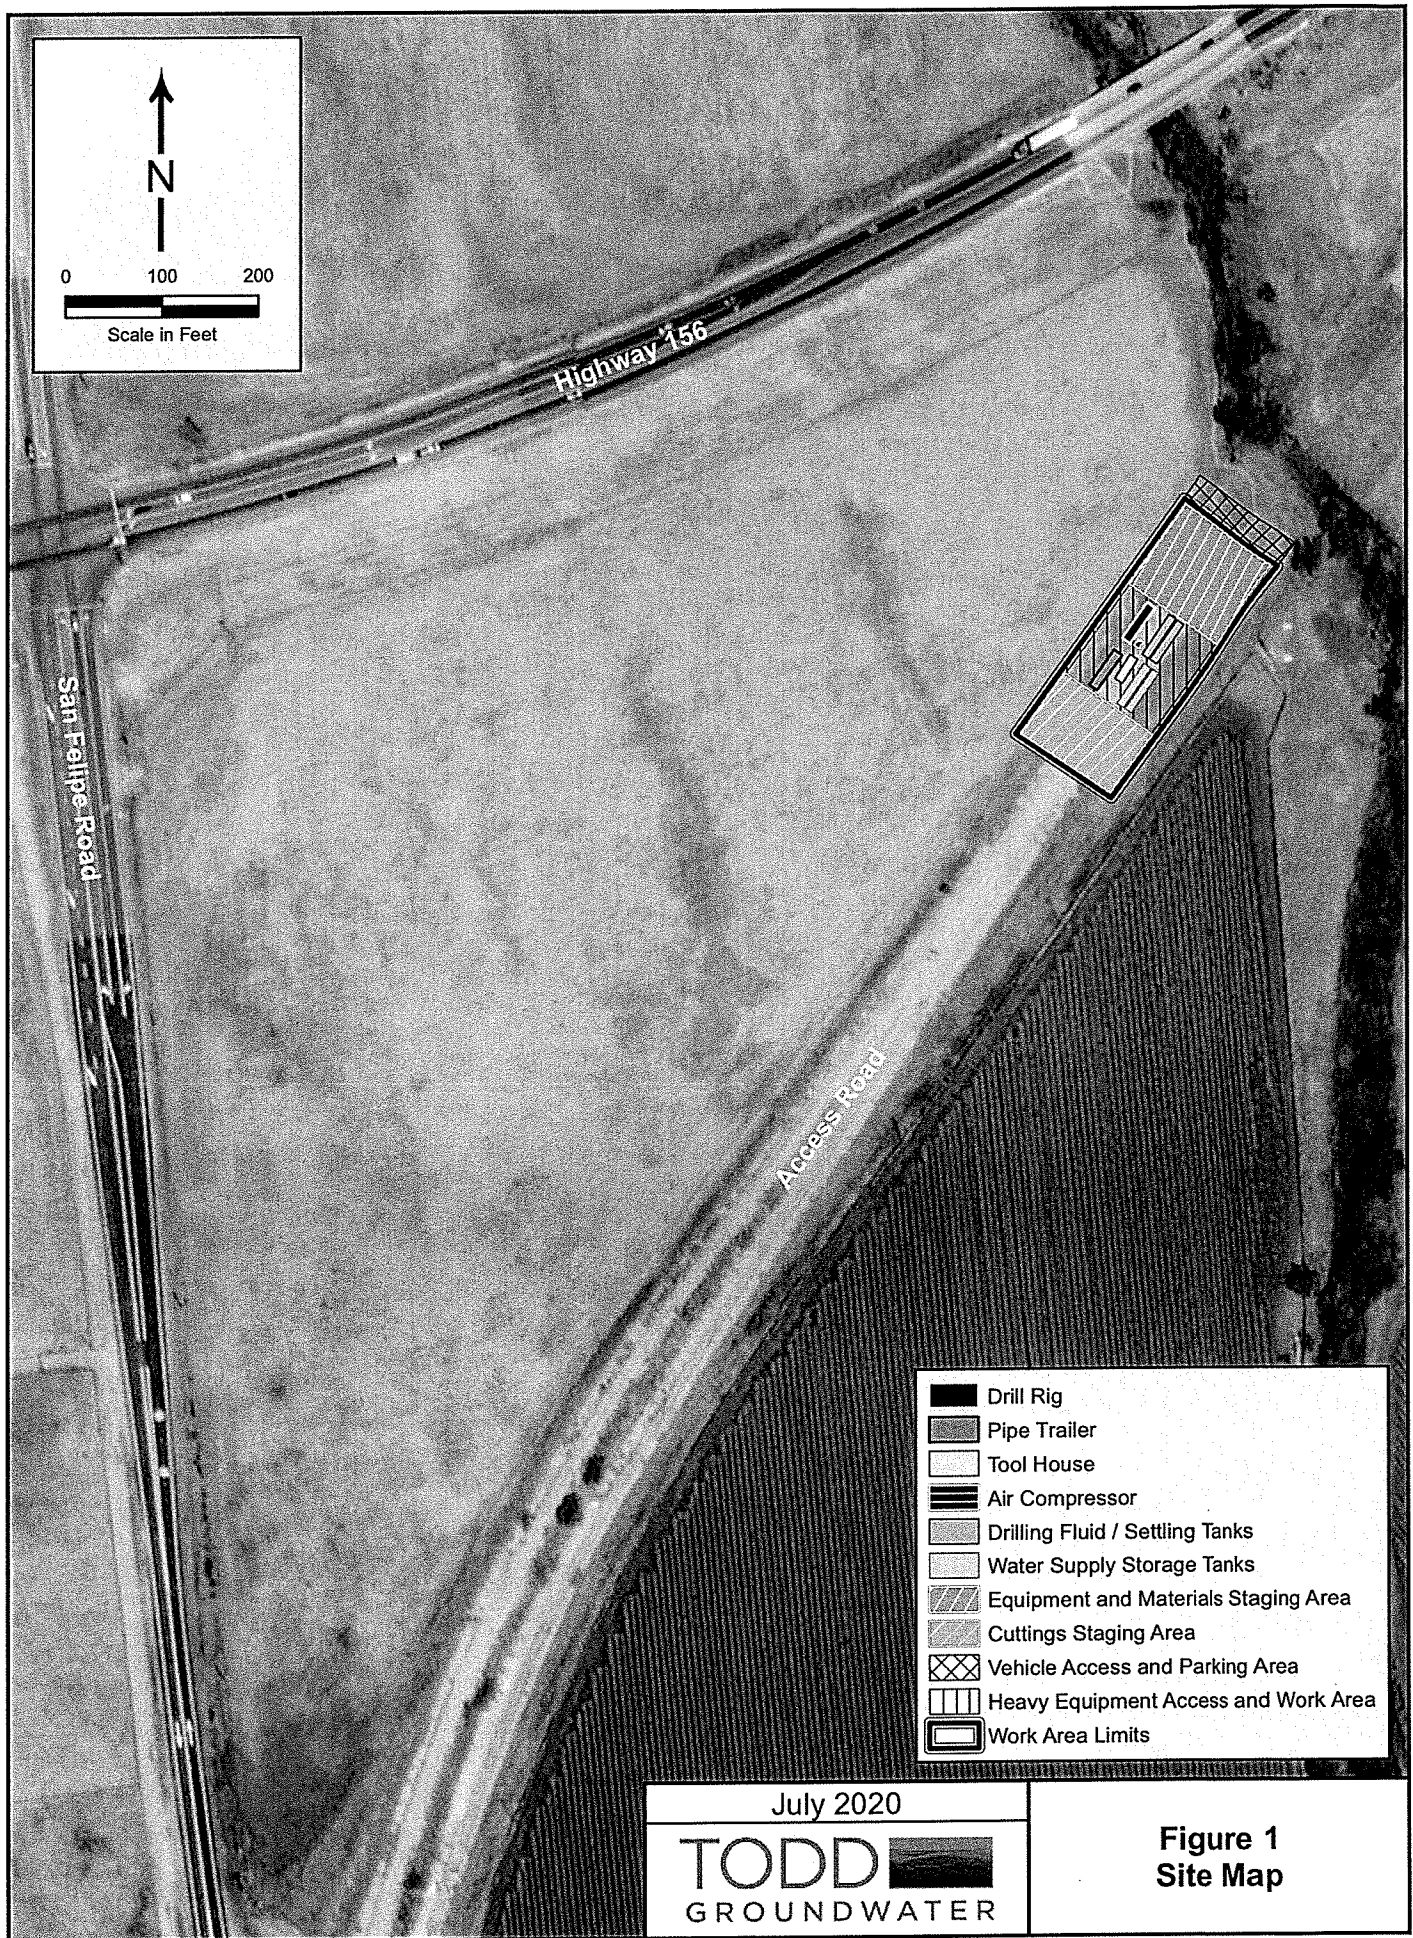 N
0 100 200
Scale in Feet
Highway 156
San Felipe Road
Access Road
Drill Rig
Pipe Trailer
Tool House
Air Compressor
Drilling Fluid / Settling Tanks
Water Supply Storage Tanks
Equipment and Materials Staging Area
Cuttings Staging Area
Vehicle Access and Parking Area
Heavy Equipment Access and Work Area
Work Area Limits
July 2020
TODD
GROUNDWATER
Figure 1
Site Map